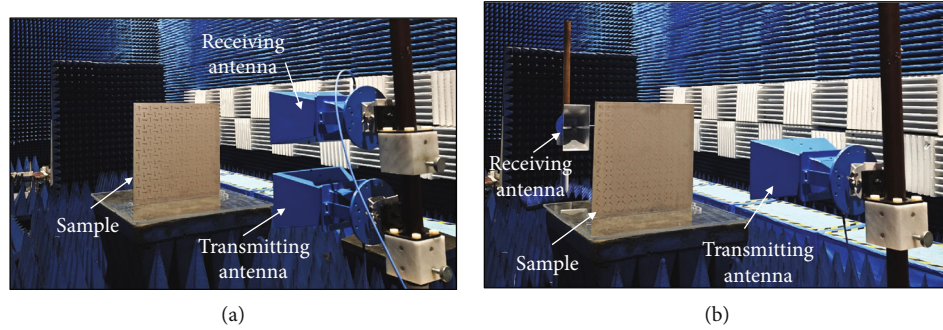 Receiving
antenna
Sample
Transmitting
antenna
(a)
Receiving
antenna
Sample
Transmitting
antenna
(b)